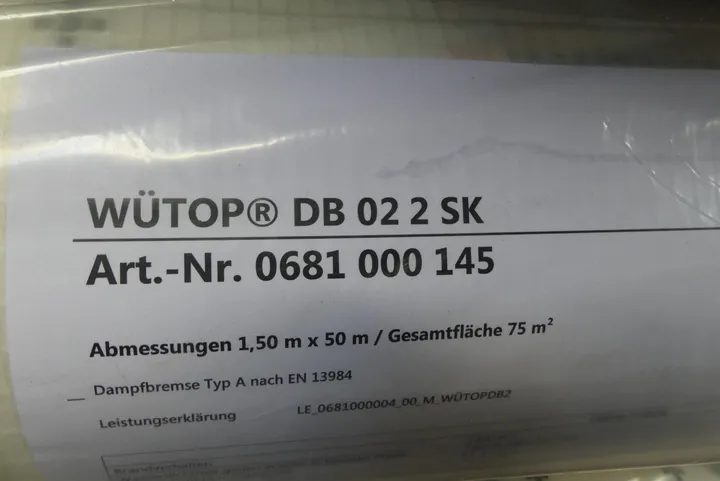 WÜTOP® DB 02 2 SK
Art.-Nr. 0681 000 145
Abmessungen 1,50 m x 50 m / Gesamtfläche 75 m²
Dampfbremse Typ A nach EN 13984
Leistungserklärung LE_0681000004_00_M_WÜTOPDB2
Brandverhalten